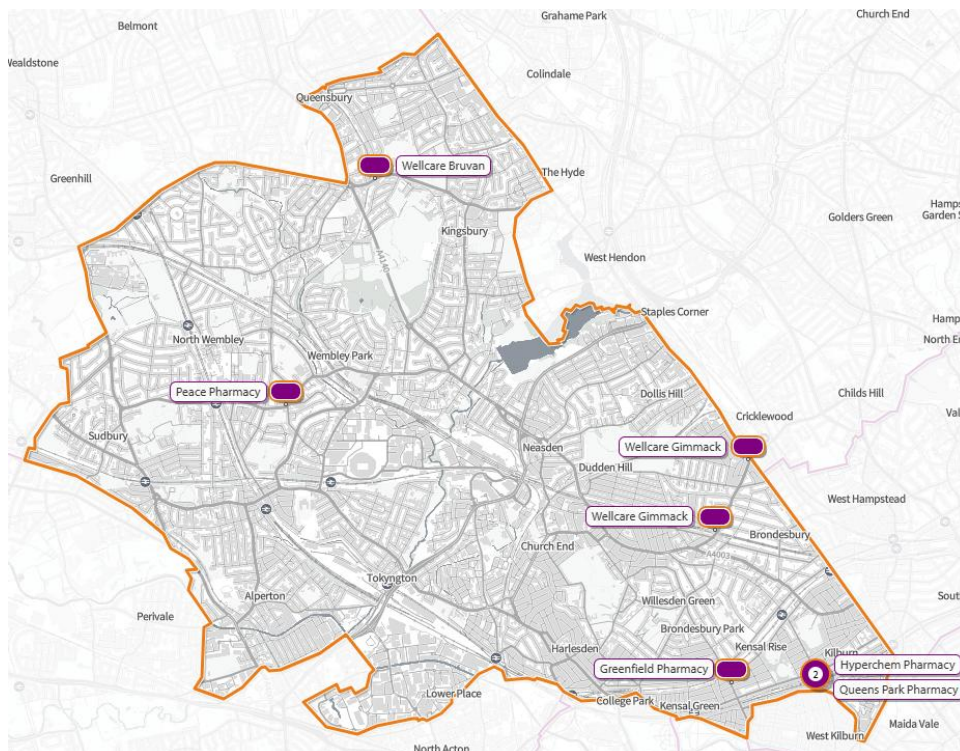 Grahame Park
Church End
Belmont
Wealdstone
Colindale
Queensbury
Wellcare Bruvan
The Hyde
Greenhill
Golders Green
Kingsbury
A4140
West Hendon
Staples Corner
North Wembley
Wembley Park
Peace Pharmacy
Dollis Hill
Childs Hill
Cricklewood
Sudbury
Neasden
Wellcare Gimmack
Dudden Hill
West Hampstead
Wellcare Gimmack
Brondesbury
Church End
A4003
Tokyngton
Alperton
Willesden Green
Perivale
Brondesbury Park
Kensal Rise
Harlesden
Kilburn
Greenfield Pharmacy
2
Hyperchem Pharmacy
Queens Park Pharmacy
Lower Place
College Park
Kensal Green
Maida Vale
West Kilburn
North Acton